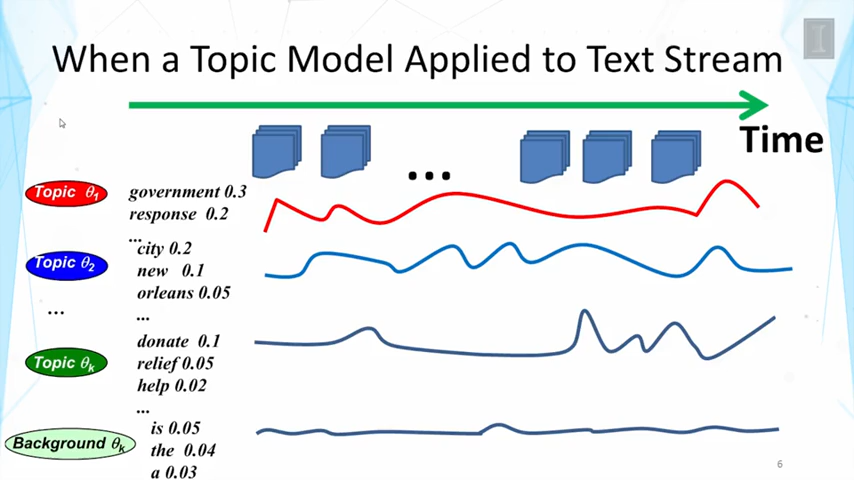 When a Topic Model Applied to Text Stream
Time
...
Topic θ1
government 0.3
response 0.2
...
Topic θ2
city 0.2
new 0.1
orleans 0.05
...
...
Topic θk
donate 0.1
relief 0.05
help 0.02
...
Background θk
is 0.05
the 0.04
a 0.03
6
I